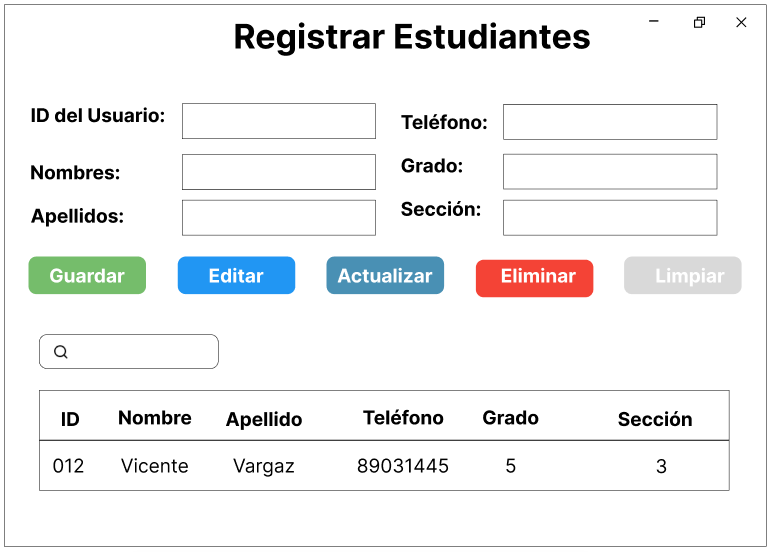 Registrar Estudiantes
ID del Usuario:
Teléfono:
Nombres:
Grado:
Apellidos:
Sección:
Guardar Editar Actualizar Eliminar Limpiar
ID Nombre Apellido Teléfono Grado Sección
012 Vicente Vargaz 89031445 5 3